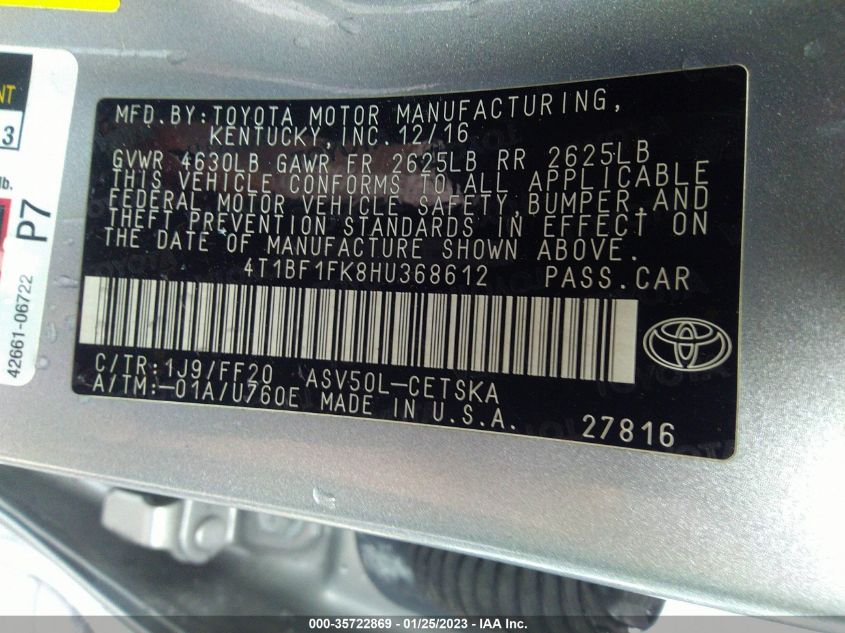 MFD.BY:TOYOTA MOTOR MANUFACTURING,
KENTUCKY,INC.12/16
GVWR 4630LB GAWR FR 2625LB RR 2625LB
THIS VEHICLE CONFORMS TO ALL APPLICABLE
FEDERAL MOTOR VEHICLE SAFETY,BUMPER,AND
THEFT PREVENTION STANDARDS IN EFFECT ON
THE DATE OF MANUFACTURE SHOWN ABOVE.
4T1BF1FK8HU368612 PASS.CAR
C/TR:1J9/FF20 ASV50L-CETSKA
A/TM:-01A/U760E MADE IN U.S.A.
27816
NT
3
lb.
P7
42661-06722
000-35722869 - 01/25/2023 - IAA Inc.